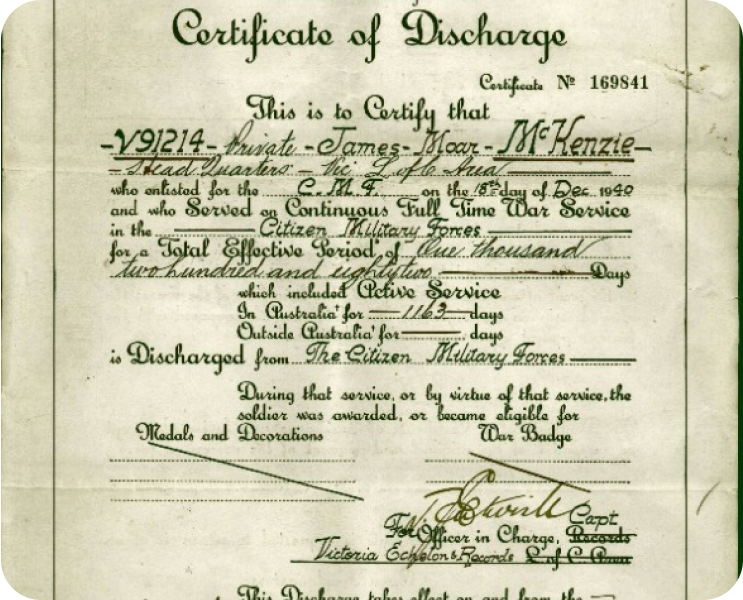 Certificate of Discharge
Certificate № 169841
This is to Certify that
-V91214- Private - James - Moar - McKenzie-
- Head Quarters - Vic L of C Area
who enlisted for the C.M.F. on the 18th day of Dec 1940
and who Served on Continuous Full Time War Service
in the Citizen Military Forces
for a Total Effective Period of One thousand
two hundred and eighty two Days
which included Active Service
In Australia for 1163 days
Outside Australia for days
is Discharged from The Citizen Military Forces
During that service, or by virtue of that service, the
soldier was awarded, or became eligible for
Medals and Decorations War Badge
Capt
For Officer in Charge, Records
Victoria Echelon & Records L of C Area
This Discharge takes effect on and from the